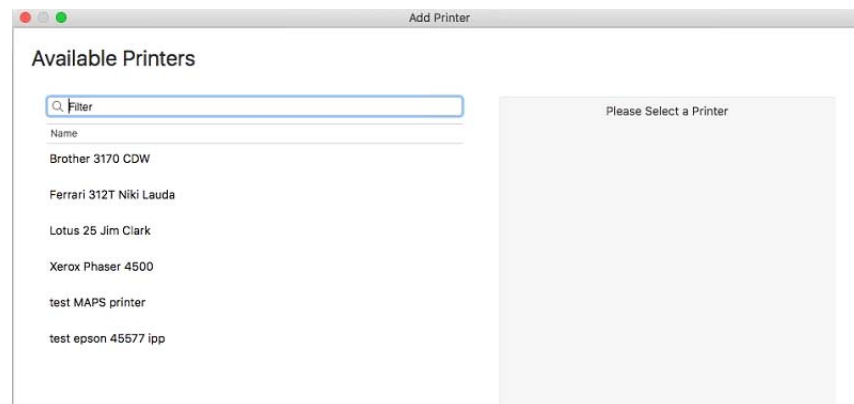 Add Printer
Available Printers
Filter
Please Select a Printer
Name
Brother 3170 CDW
Ferrari 312T Niki Lauda
Lotus 25 Jim Clark
Xerox Phaser 4500
test MAPS printer
test epson 45577 ipp